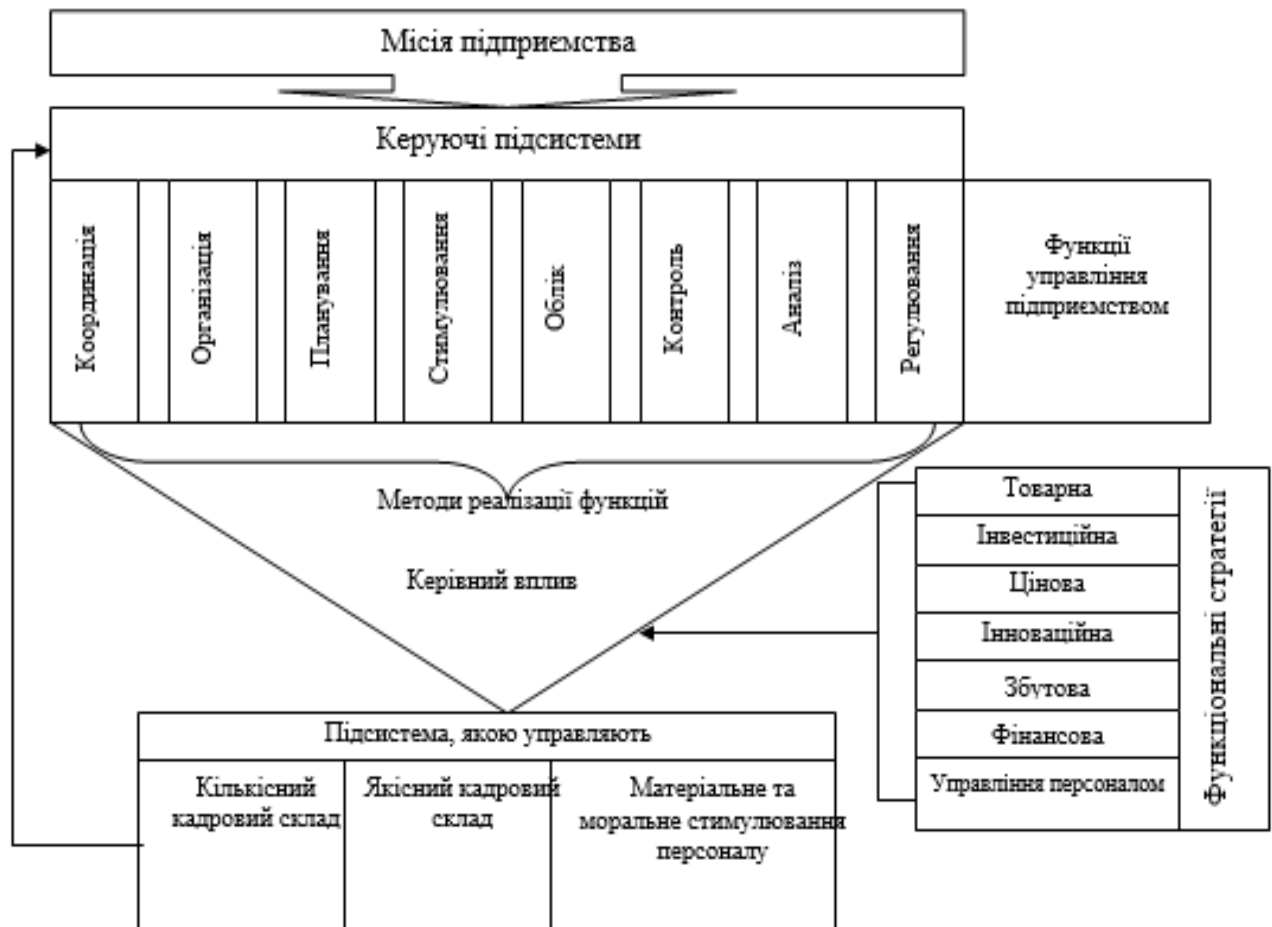 Місія підприємства
Керуючі підсистеми
Координація
Організація
Планування
Стимулювання
Облік
Контроль
Аналіз
Регулювання
Функції
управління
підприємством
Методи реалізації функцій
Керівний вплив
Товарна
Інвестиційна
Цінова
Інноваційна
Збутова
Фінансова
Управління персоналом
Функціональні стратегії
Підсистема, якою управляють
Кількісний
кадровий склад
Якісний кадровий
склад
Матеріальне та
моральне стимулювання
персоналу